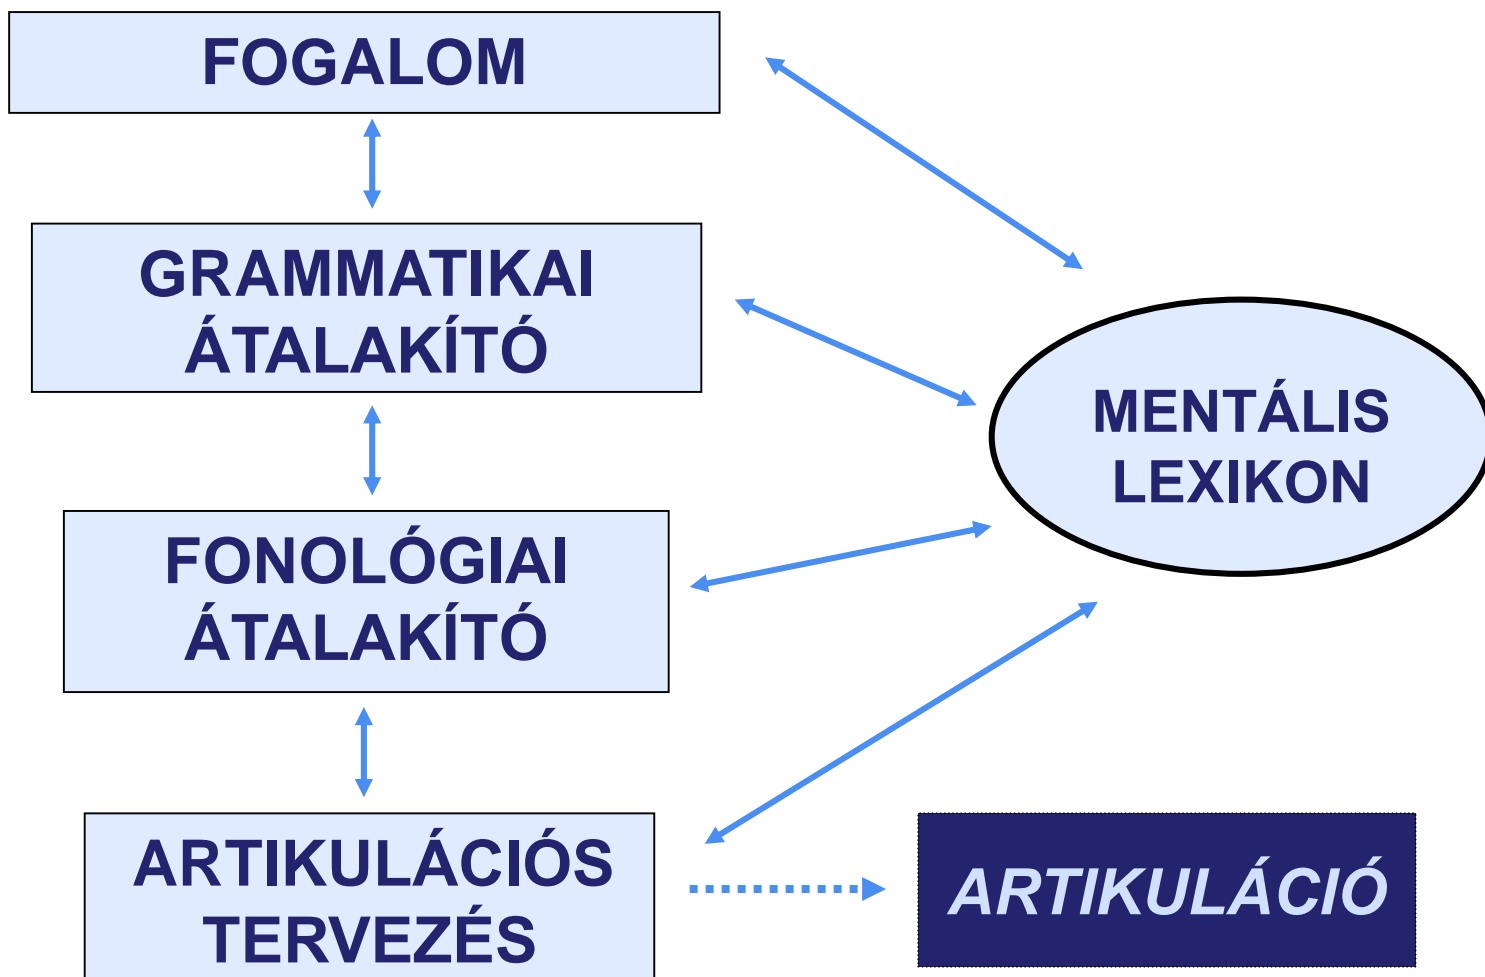 FOGALOM
GRAMMATIKAI
ÁTALAKÍTÓ
MENTÁLIS
LEXIKON
FONOLÓGIAI
ÁTALAKÍTÓ
ARTIKULÁCIÓS
TERVEZÉS
ARTIKULÁCIÓ